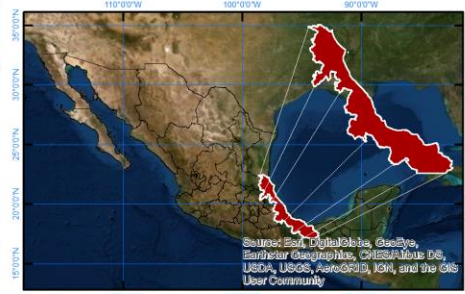 110°0'0"W 100°0'0"W 90°0'0"W
35°0'0"N
30°0'0"N
25°0'0"N
20°0'0"N
15°0'0"N
Source: Esri, DigitalGlobe, GeoEye,
Earthstar Geographics, CNES/Airbus DS,
USDA, USGS, AeroGRID, IGN, and the GIS
User Community